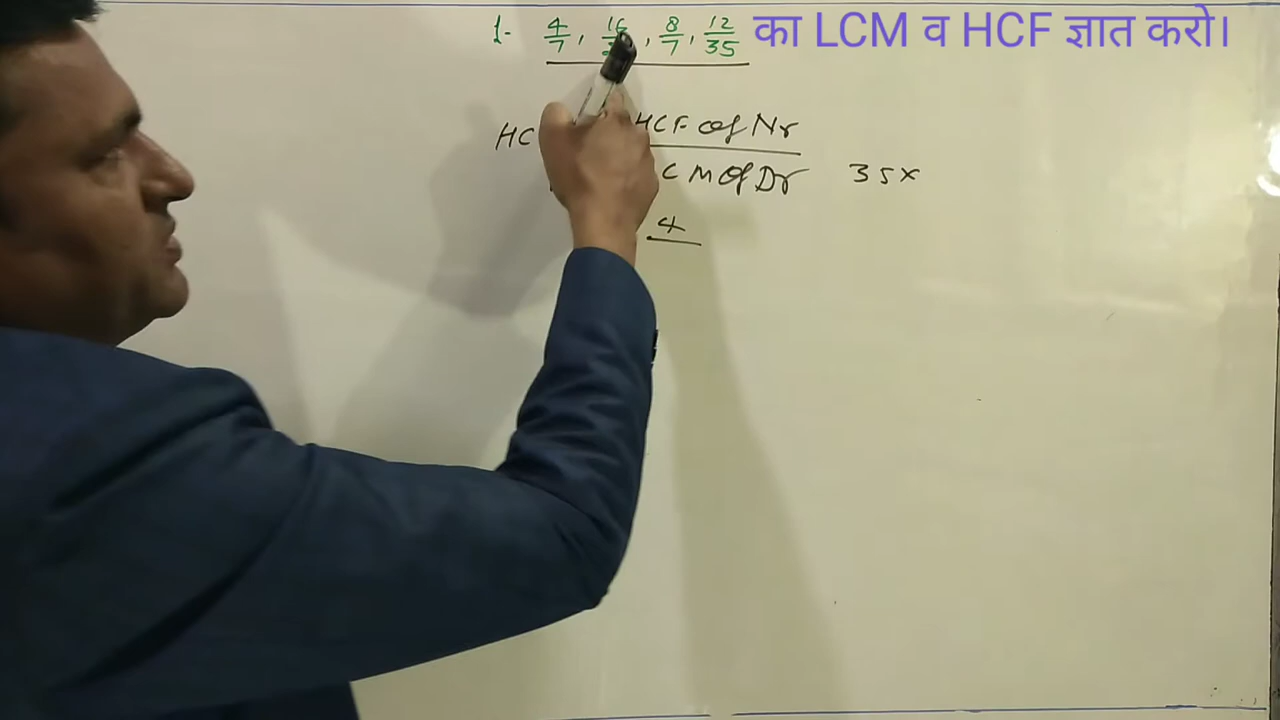 1- 4/7, 16/, 8/7, 12/35 का LCM व HCF ज्ञात करो।
HC HCF of Nr
CM of Dr 35x
4